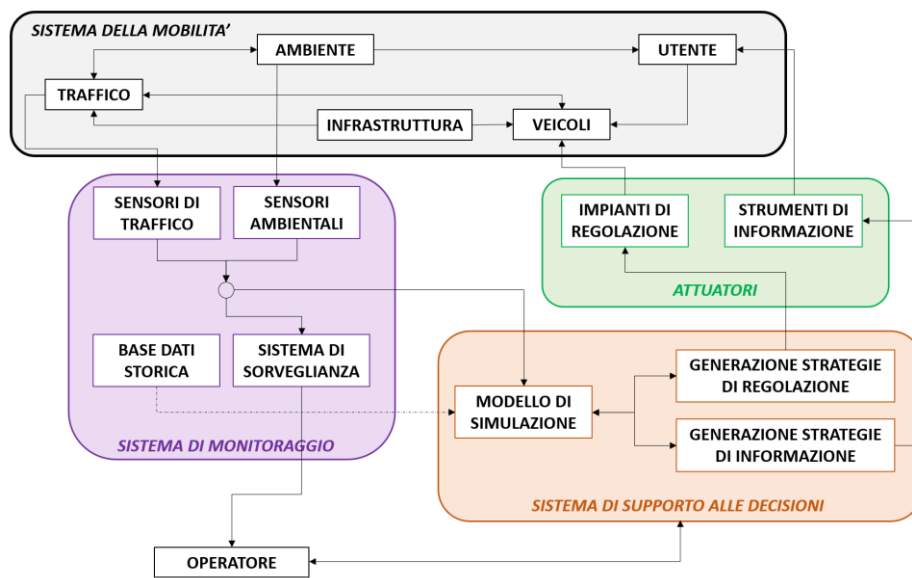 SISTEMA DELLA MOBILITA'
AMBIENTE
UTENTE
TRAFFICO
INFRASTRUTTURA
VEICOLI
SENSORI DI
TRAFFICO
SENSORI
AMBIENTALI
IMPIANTI DI
REGOLAZIONE
STRUMENTI DI
INFORMAZIONE
ATTUATORI
BASE DATI
STORICA
SISTEMA DI
SORVEGLIANZA
SISTEMA DI MONITORAGGIO
MODELLO DI
SIMULAZIONE
GENERAZIONE STRATEGIE
DI REGOLAZIONE
GENERAZIONE STRATEGIE
DI INFORMAZIONE
SISTEMA DI SUPPORTO ALLE DECISIONI
OPERATORE